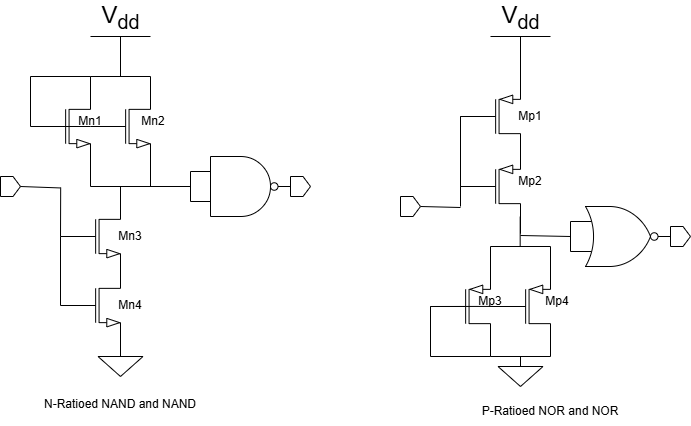 Vdd
Vdd
Mn1
Mn2
Mp1
Mp2
Mn3
Mn4
Mp3
Mp4
N-Ratioed NAND and NAND
P-Ratioed NOR and NOR